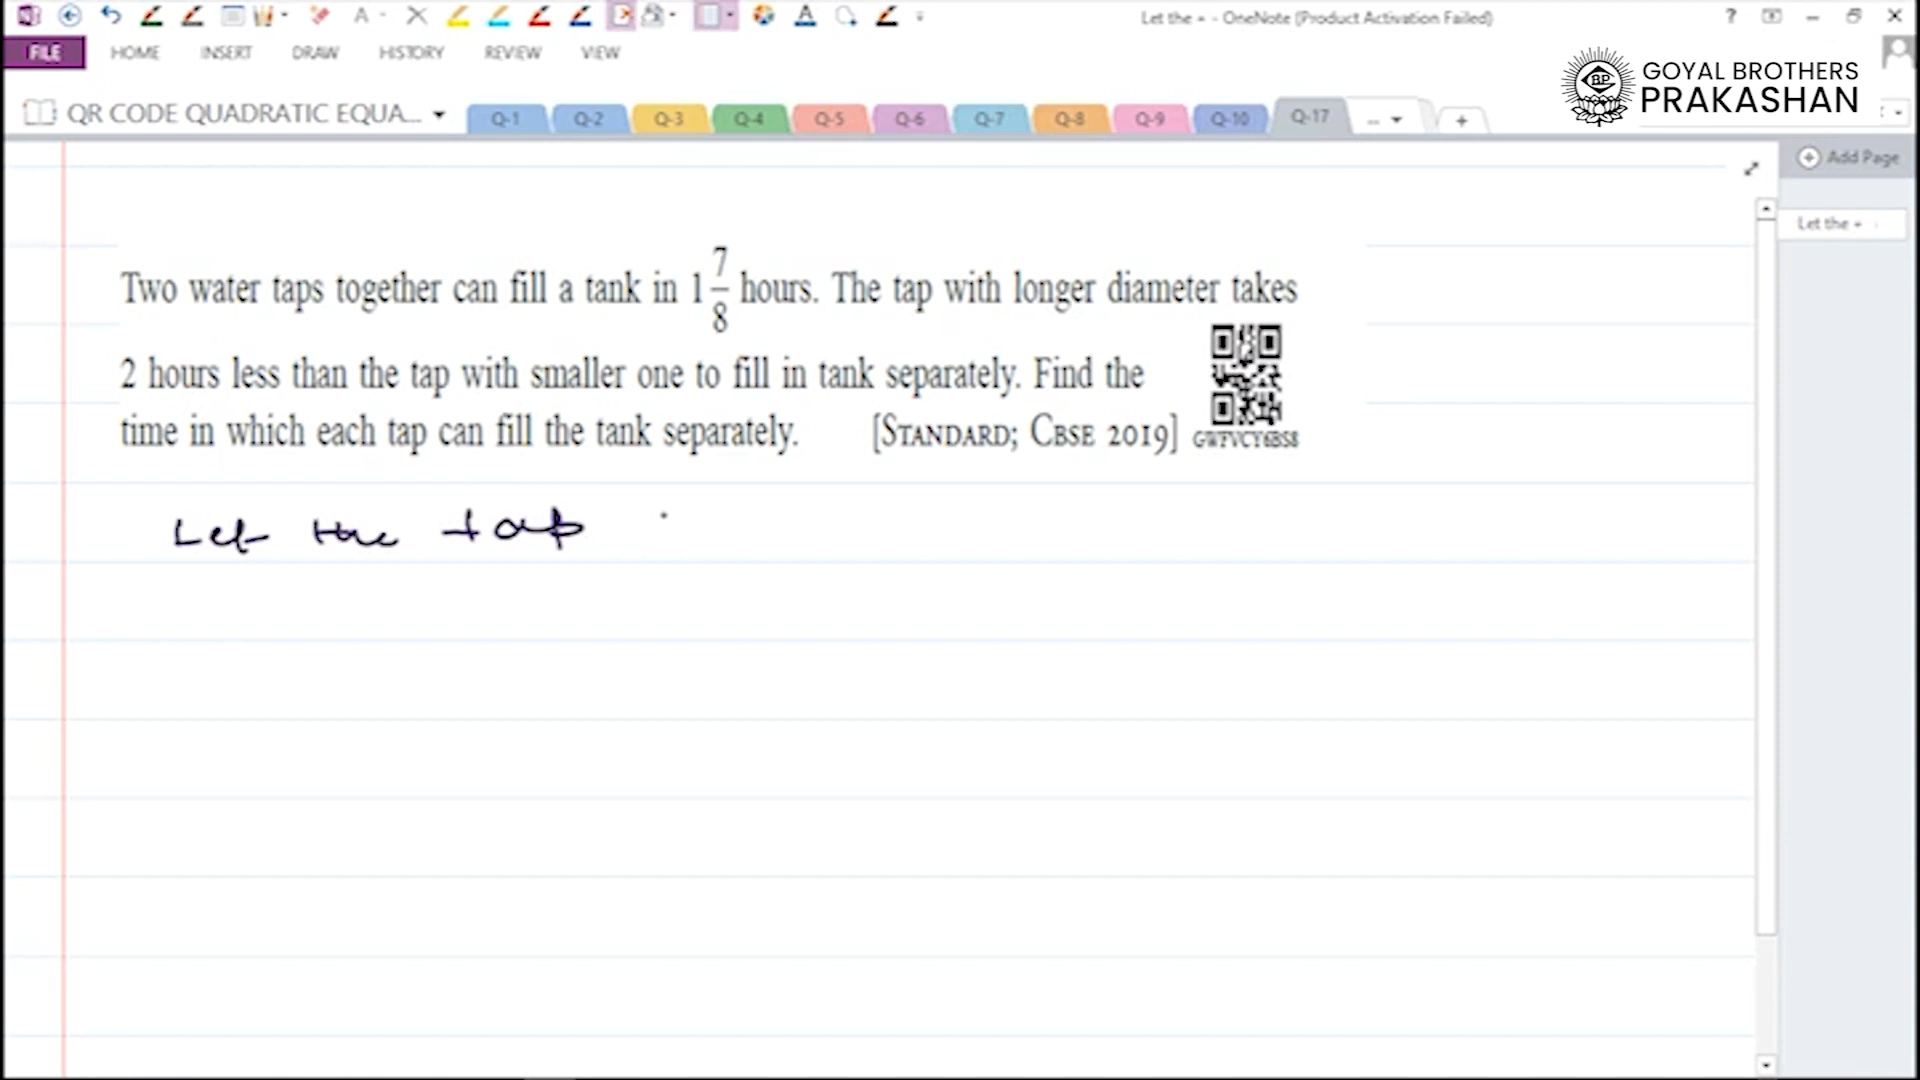 Let the + - OneNote (Product Activation Failed)
FILE HOME INSERT DRAW HISTORY REVIEW VIEW
GOYAL BROTHERS
PRAKASHAN
QR CODE QUADRATIC EQUA... Q-1 Q-2 Q-3 Q-4 Q-5 Q-6 Q-7 Q-8 Q-9 Q-10 Q-17
Add Page
Let the +
Two water taps together can fill a tank in 1 7/8 hours. The tap with longer diameter takes
2 hours less than the tap with smaller one to fill in tank separately. Find the
time in which each tap can fill the tank separately. [STANDARD; CBSE 2019] GWFVCY6BS8
Let the tap